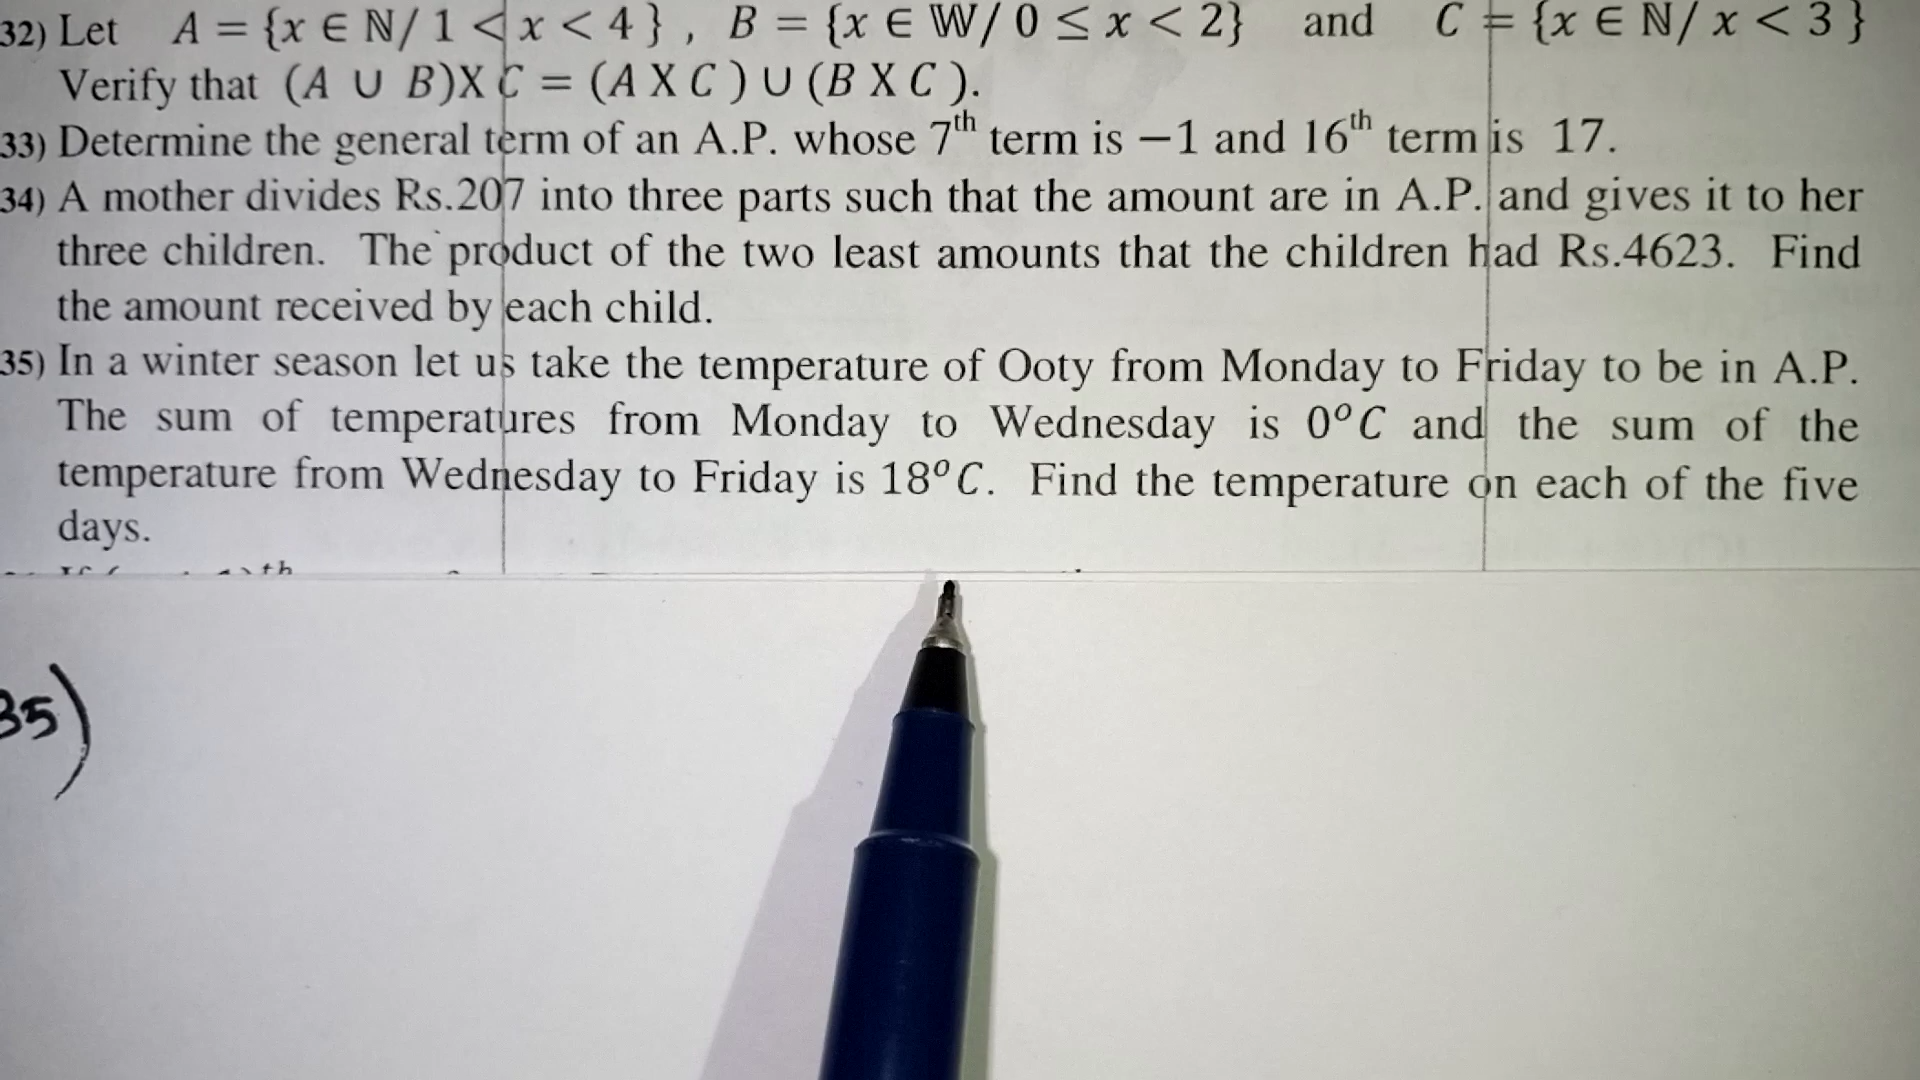 32) Let A = {x ∈ ℕ/ 1 < x < 4 } , B = {x ∈ 𝕎/ 0 ≤ x < 2} and C = {x ∈ ℕ/ x < 3 }
Verify that (A ∪ B)X C = (A X C ) ∪ (B X C ).
33) Determine the general term of an A.P. whose 7th term is −1 and 16th term is 17.
34) A mother divides Rs.207 into three parts such that the amount are in A.P. and gives it to her
three children. The product of the two least amounts that the children had Rs.4623. Find
the amount received by each child.
35) In a winter season let us take the temperature of Ooty from Monday to Friday to be in A.P.
The sum of temperatures from Monday to Wednesday is 0°C and the sum of the
temperature from Wednesday to Friday is 18°C. Find the temperature on each of the five
days.
35)